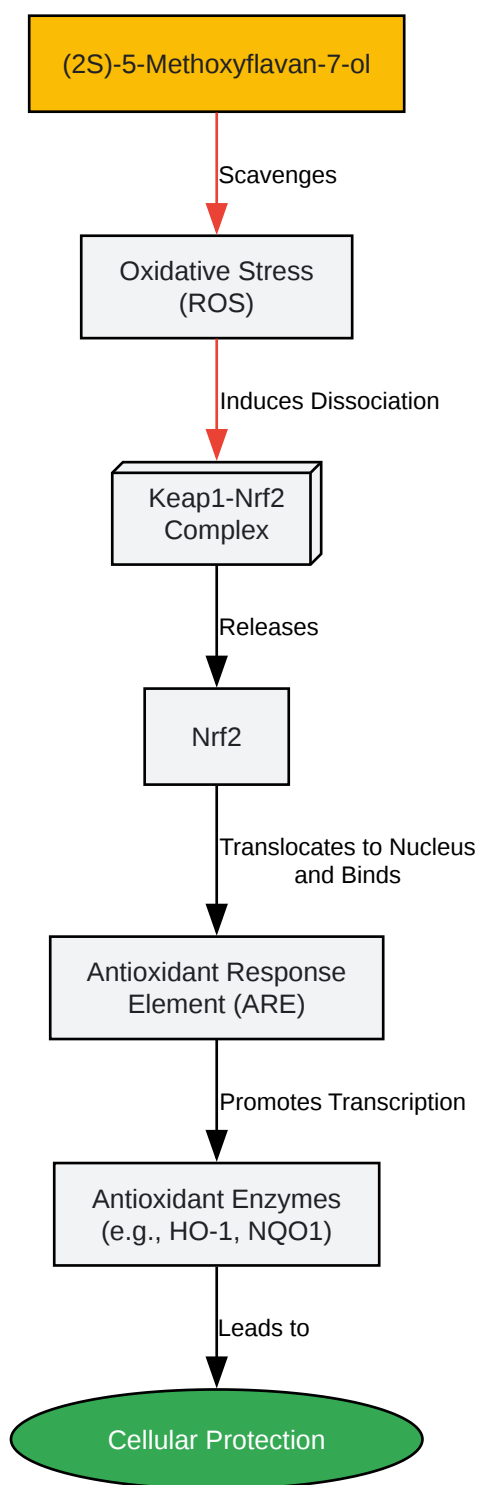 (2S)-5-Methoxyflavan-7-ol
Scavenges
Oxidative Stress
(ROS)
Induces Dissociation
Keap1-Nrf2
Complex
Releases
Nrf2
Translocates to Nucleus
and Binds
Antioxidant Response
Element (ARE)
Promotes Transcription
Antioxidant Enzymes
(e.g., HO-1, NQO1)
Leads to
Cellular Protection